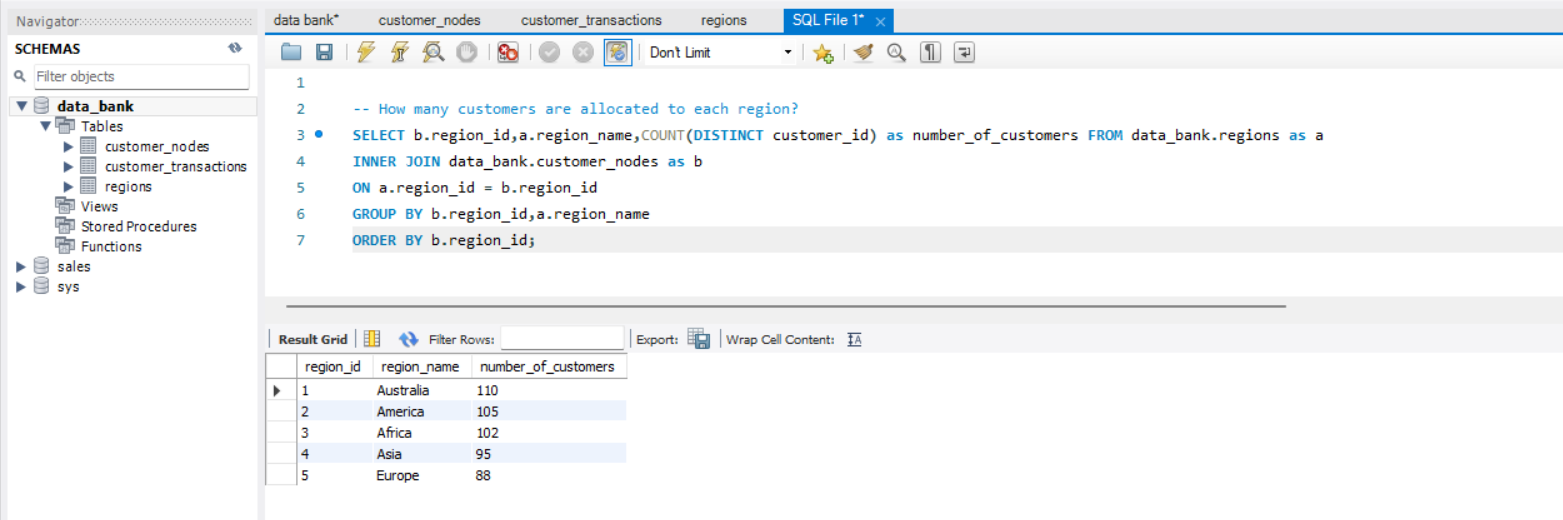 Navigator
data bank* customer_nodes customer_transactions regions SQL File 1*
SCHEMAS
Filter objects
Don't Limit
data_bank
Tables
customer_nodes
customer_transactions
regions
Views
Stored Procedures
Functions
sales
sys
1
2 -- How many customers are allocated to each region?
3 SELECT b.region_id,a.region_name,COUNT(DISTINCT customer_id) as number_of_customers FROM data_bank.regions as a
4 INNER JOIN data_bank.customer_nodes as b
5 ON a.region_id = b.region_id
6 GROUP BY b.region_id,a.region_name
7 ORDER BY b.region_id;
Result Grid Filter Rows: Export: Wrap Cell Content: IA
region_id region_name number_of_customers
1 Australia 110
2 America 105
3 Africa 102
4 Asia 95
5 Europe 88